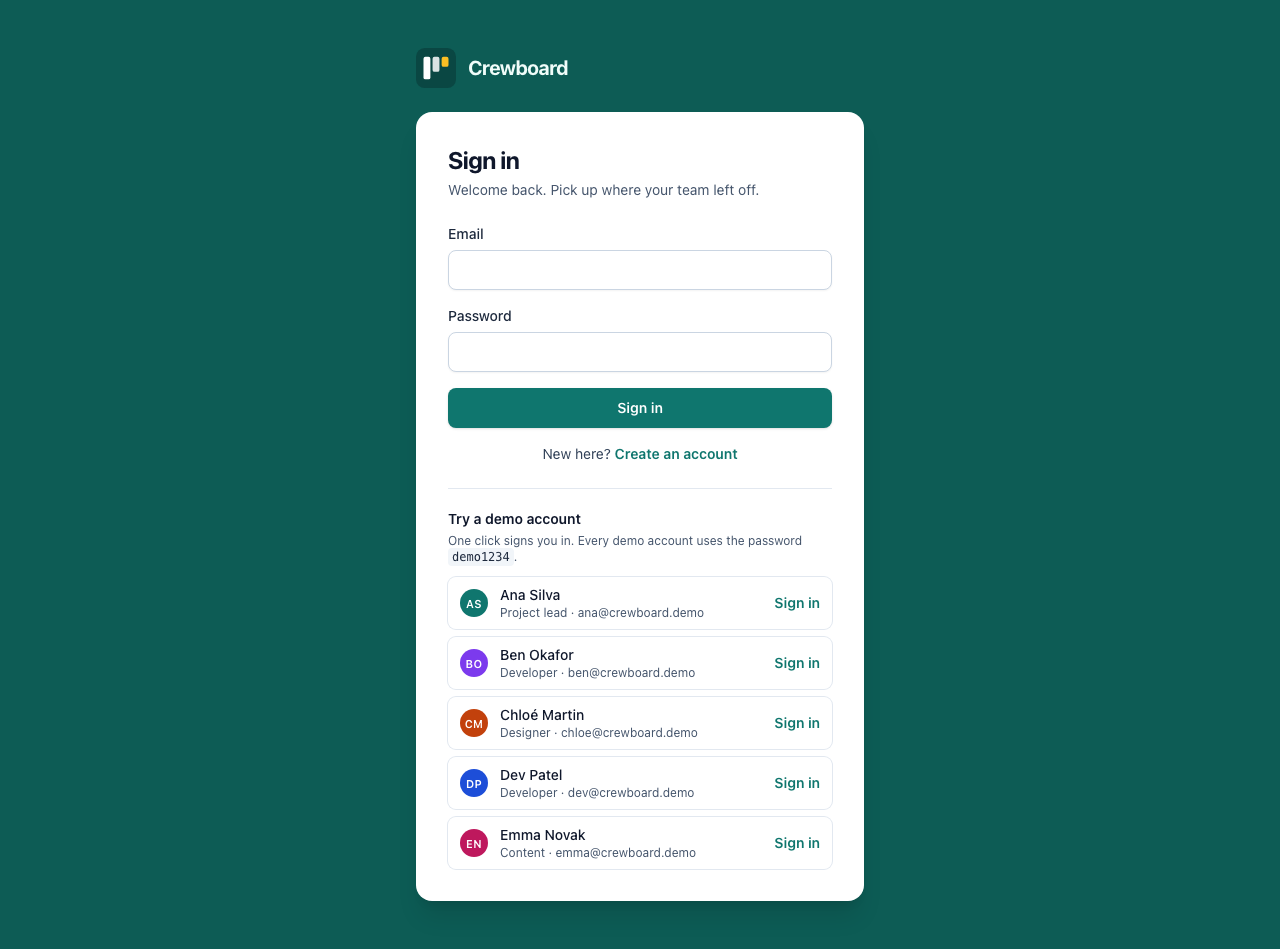 Crewboard
Sign in
Welcome back. Pick up where your team left off.
Email
Password
Sign in
New here? Create an account
Try a demo account
One click signs you in. Every demo account uses the password
demo1234.
AS
Ana Silva
Project lead · ana@crewboard.demo
Sign in
BO
Ben Okafor
Developer · ben@crewboard.demo
Sign in
CM
Chloé Martin
Designer · chloe@crewboard.demo
Sign in
DP
Dev Patel
Developer · dev@crewboard.demo
Sign in
EN
Emma Novak
Content · emma@crewboard.demo
Sign in